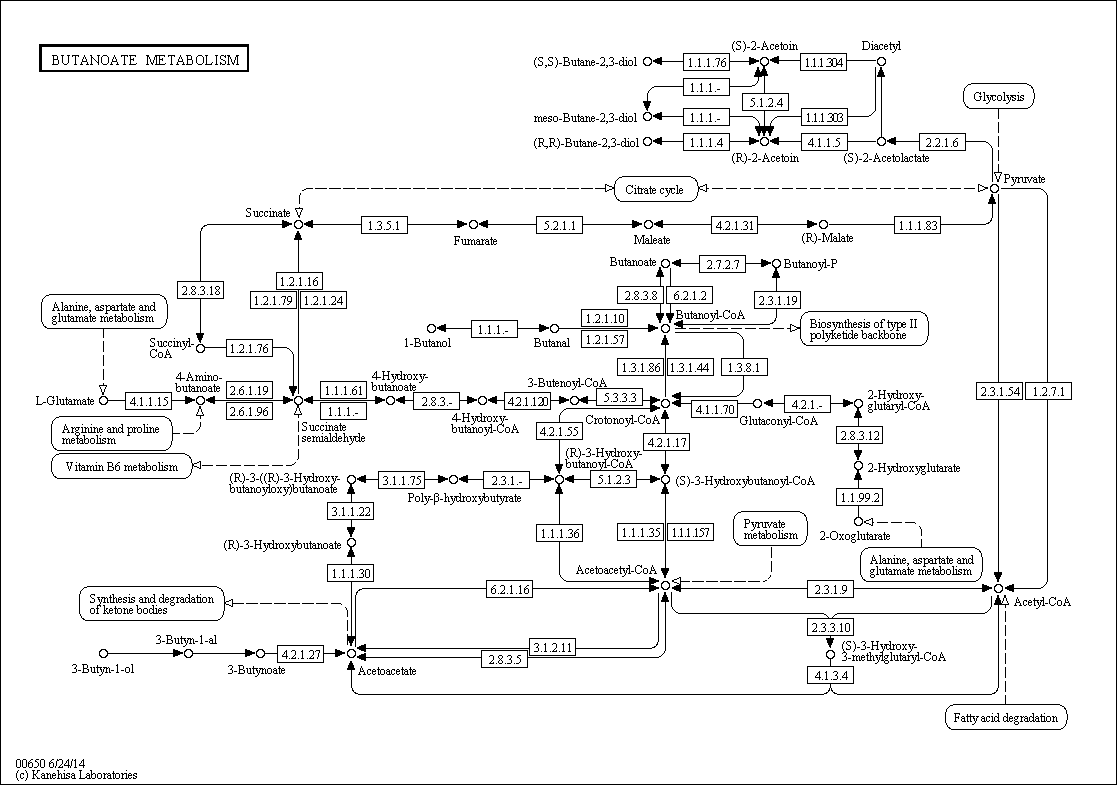 BUTANOATE METABOLISM
(S)-2-Acetoin
Diacetyl
(S,S)-Butane-2,3-diol
1.1.1.76
1.1.1.304
1.1.1.-
5.1.2.4
Glycolysis
meso-Butane-2,3-diol
1.1.1.-
1.1.1.303
(R,R)-Butane-2,3-diol
1.1.1.4
4.1.1.5
2.2.1.6
(R)-2-Acetoin
(S)-2-Acetolactate
Citrate cycle
Pyruvate
Succinate
1.3.5.1
5.2.1.1
4.2.1.31
1.1.1.83
Fumarate
Maleate
(R)-Malate
Butanoate
2.7.2.7
Butanoyl-P
1.2.1.16
2.8.3.18
1.2.1.79
1.2.1.24
2.8.3.8
6.2.1.2
2.3.1.19
Alanine, aspartate and
glutamate metabolism
1.2.1.10
Butanoyl-CoA
Biosynthesis of type II
polyketide backbone
1.1.1.-
1-Butanol
Butanal
1.2.1.57
Succinyl-
CoA
1.2.1.76
1.3.1.86
1.3.1.44
1.3.8.1
4-Amino-
butanoate
2.6.1.19
1.1.1.61
4-Hydroxy-
butanoate
3-Butenoyl-CoA
2.3.1.54
1.2.7.1
L-Glutamate
4.1.1.15
2.6.1.96
1.1.1.-
2.8.3.-
4.2.1.120
5.3.3.3
4.1.1.70
4.2.1.-
2-Hydroxy-
glutaryl-CoA
4-Hydroxy-
butanoyl-CoA
Crotonoyl-CoA
Glutaconyl-CoA
Arginine and proline
metabolism
Succinate
semialdehyde
4.2.1.55
4.2.1.17
2.8.3.12
Vitamin B6 metabolism
(R)-3-Hydroxy-
butanoyl-CoA
2-Hydroxyglutarate
(R)-3-((R)-3-Hydroxy-
butanoyloxy)butanoate
3.1.1.75
2.3.1.-
5.1.2.3
(S)-3-Hydroxybutanoyl-CoA
Poly-β-hydroxybutyrate
1.1.99.2
3.1.1.22
1.1.1.36
1.1.1.35
1.1.1.157
Pyruvate
metabolism
2-Oxoglutarate
(R)-3-Hydroxybutanoate
Alanine, aspartate and
glutamate metabolism
1.1.1.30
Acetoacetyl-CoA
6.2.1.16
2.3.1.9
Acetyl-CoA
Synthesis and degradation
of ketone bodies
2.3.3.10
3-Butyn-1-al
3.1.2.11
(S)-3-Hydroxy-
3-methylglutaryl-CoA
4.2.1.27
2.8.3.5
3-Butyn-1-ol
3-Butynoate
Acetoacetate
4.1.3.4
Fatty acid degradation
00650 6/24/14
(c) Kanehisa Laboratories